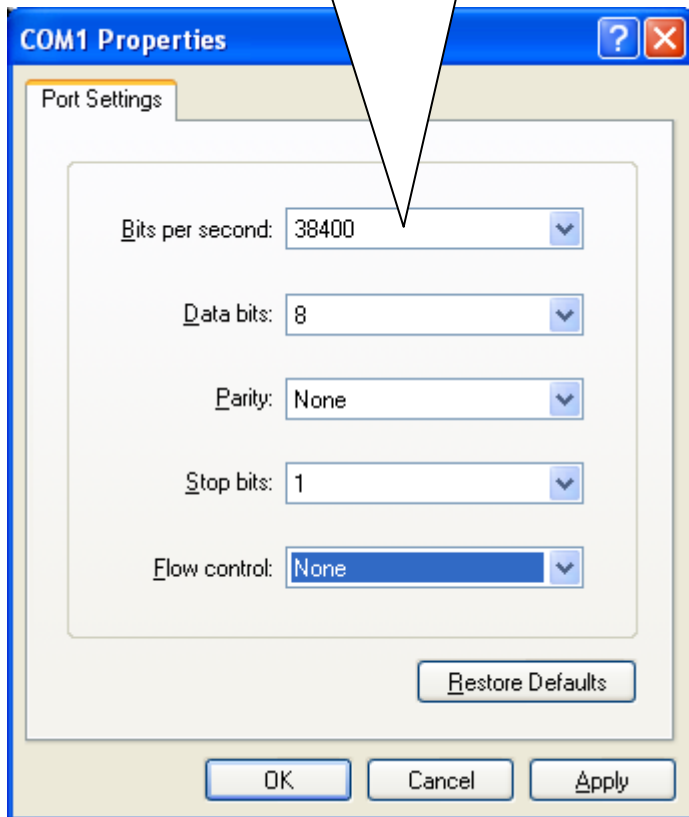 COM1 Properties
Port Settings
Bits per second: 38400
Data bits: 8
Parity: None
Stop bits: 1
Flow control: None
Restore Defaults
OK Cancel Apply